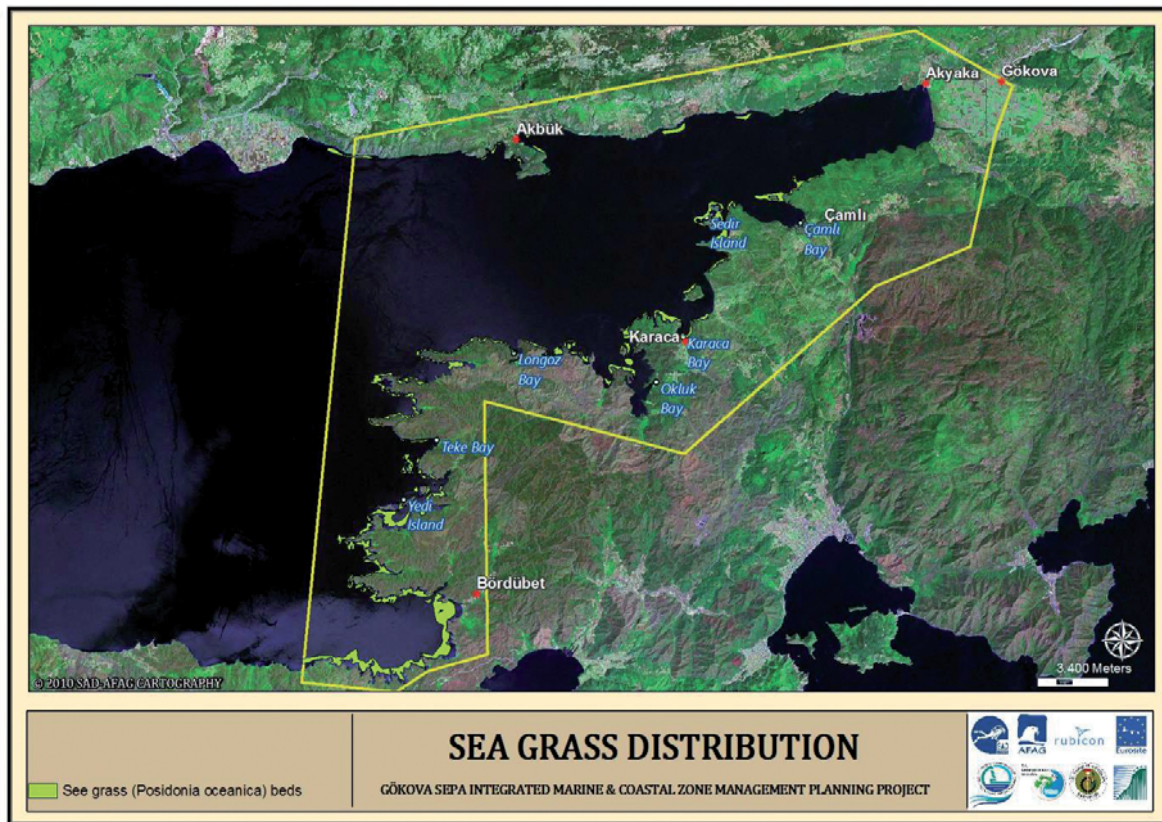 Akyaka
Gökova
Akbük
Sedir
Island
Çamlı
Çamlı
Bay
Karaca
Karaca
Bay
Longoz
Bay
Okluk
Bay
Teke Bay
Yedi
Island
Bördübet
3.400 Meters
© 2010 SAD-AFAG CARTOGRAPHY
SEA GRASS DISTRIBUTION
See grass (Posidonia oceanica) beds
GÖKOVA SEPA INTEGRATED MARINE & COASTAL ZONE MANAGEMENT PLANNING PROJECT
AFAG
rubicon
Eurosite